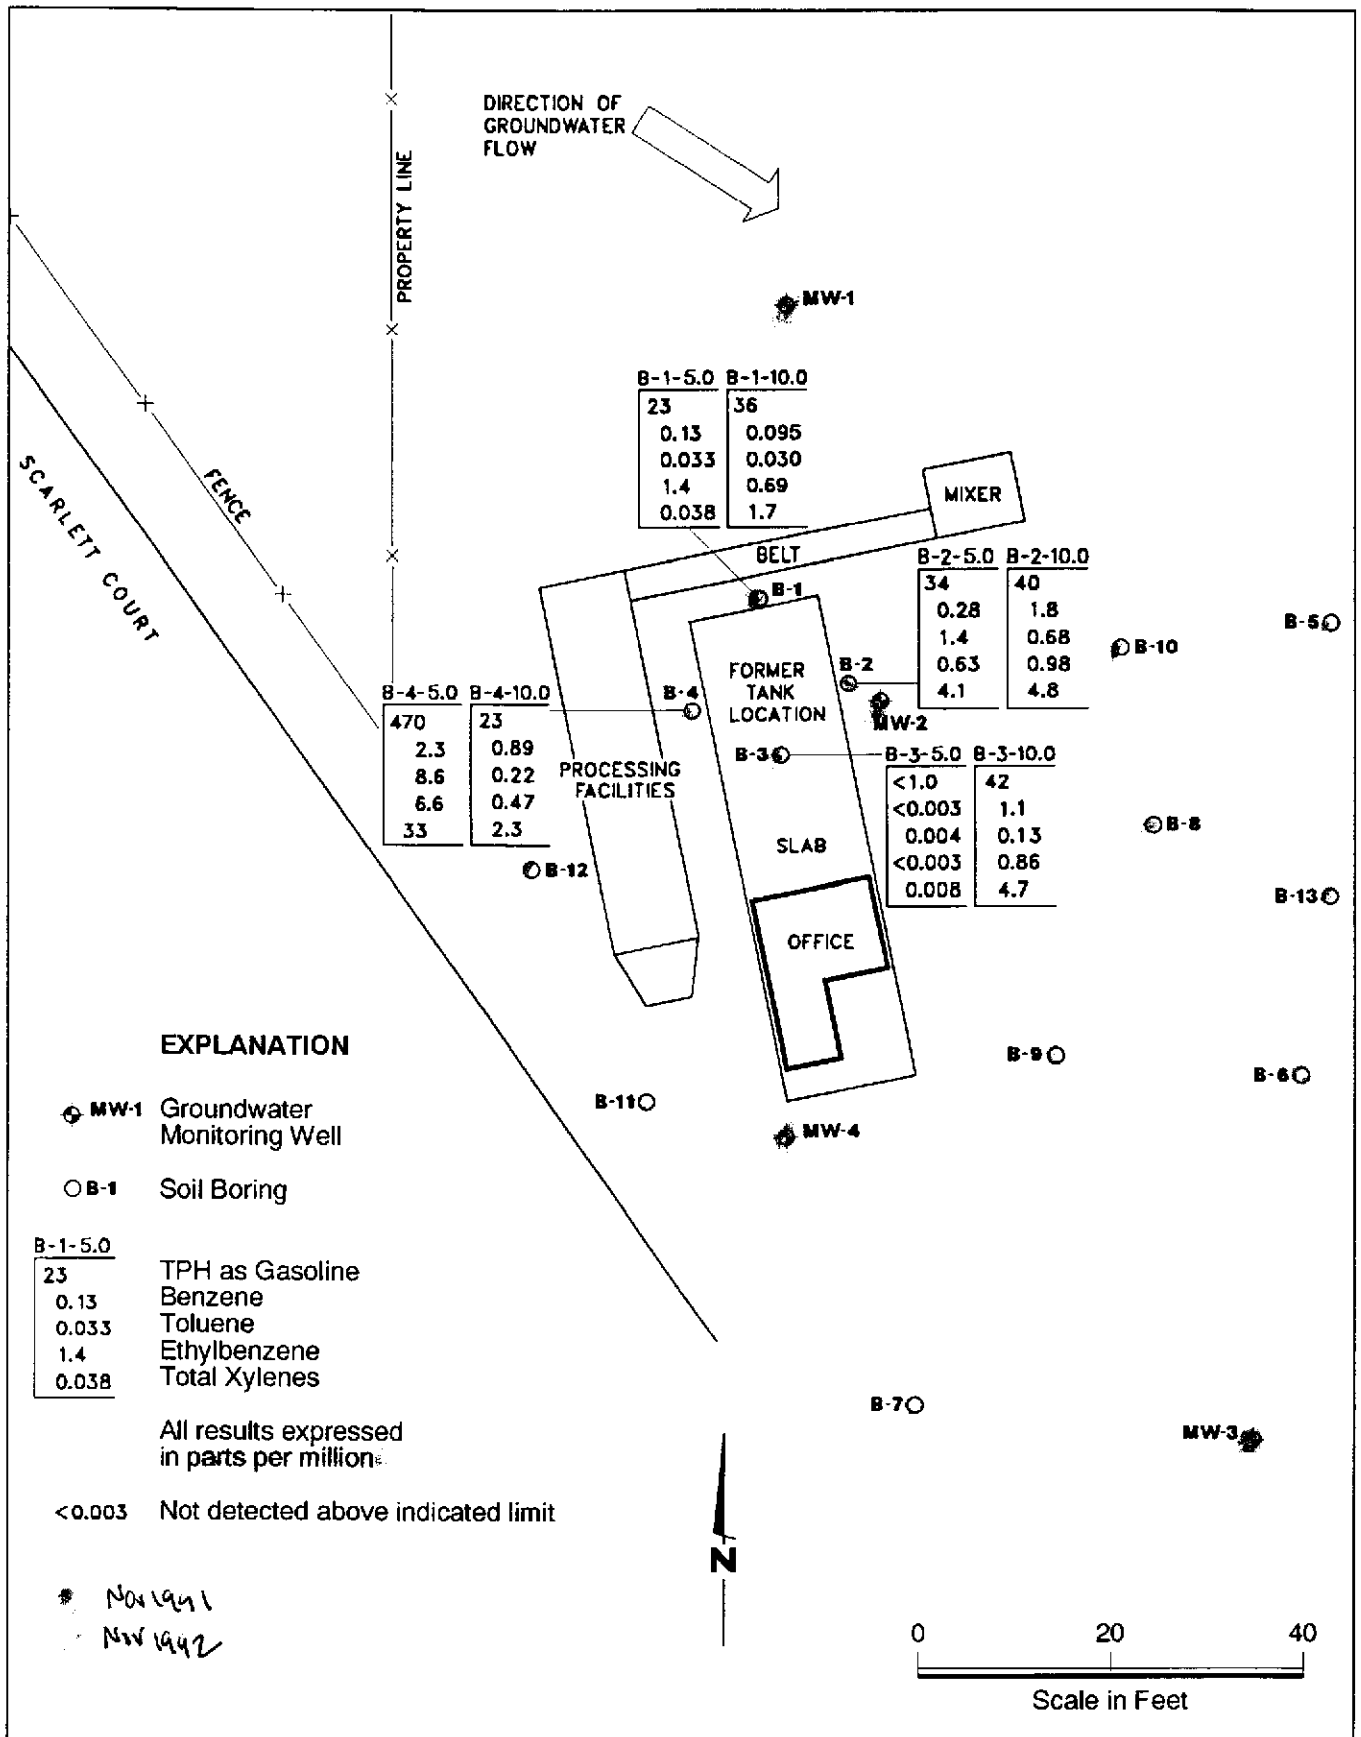 DIRECTION OF
GROUNDWATER
FLOW
PROPERTY LINE
MW-1
B-1-5.0 B-1-10.0
23 36
0.13 0.095
0.033 0.030
1.4 0.69
0.038 1.7
SCARLETT COURT
FENCE
MIXER
BELT
B-1
B-2-5.0 B-2-10.0
34 40
0.28 1.8
1.4 0.68
0.63 0.98
4.1 4.8
B-5
B-10
B-2
FORMER
TANK
LOCATION
MW-2
B-4-5.0 B-4-10.0
470 23
2.3 0.89
8.6 0.22
6.6 0.47
33 2.3
B-4
B-3
B-3-5.0 B-3-10.0
<1.0 42
<0.003 1.1
0.004 0.13
<0.003 0.86
0.008 4.7
PROCESSING
FACILITIES
SLAB
B-8
B-12
B-13
OFFICE
B-9
B-6
B-11
MW-4
EXPLANATION
MW-1 Groundwater
Monitoring Well
B-1 Soil Boring
B-1-5.0
23 TPH as Gasoline
0.13 Benzene
0.033 Toluene
1.4 Ethylbenzene
0.038 Total Xylenes
All results expressed
in parts per million
<0.003 Not detected above indicated limit
B-7
MW-3
N
Nov 1991
Nov 1992
0 20 40
Scale in Feet